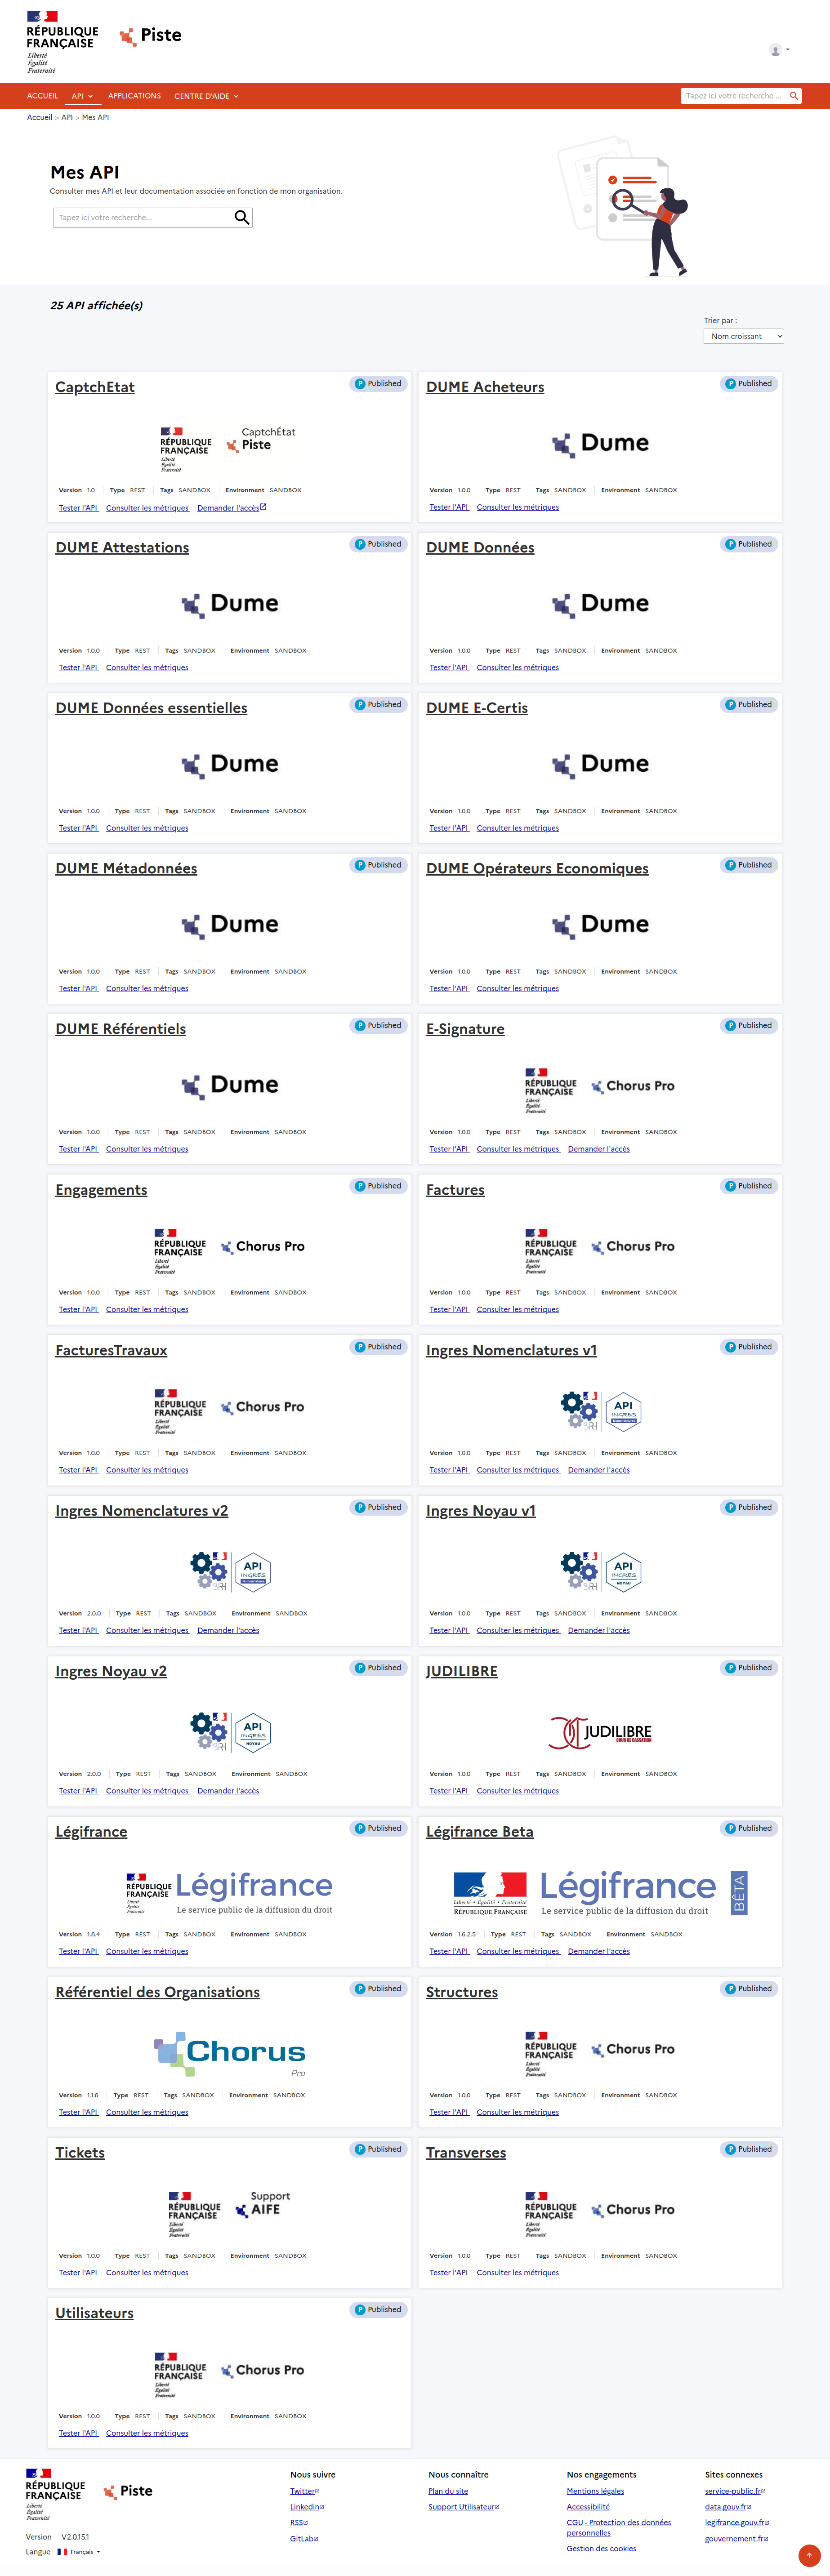 RÉPUBLIQUE
FRANÇAISE
Liberté
Égalité
Fraternité
Piste
ACCUEIL API APPLICATIONS CENTRE D'AIDE Tapez ici votre recherche ...
Accueil > API > Mes API
Mes API
Consulter mes API et leur documentation associée en fonction de mon organisation.
Tapez ici votre recherche...
25 API affichée(s)
Trier par :
Nom croissant
CaptchEtat
P Published
RÉPUBLIQUE
FRANÇAISE
Liberté
Égalité
Fraternité
CaptchÉtat
Piste
Version 1.0 Type REST Tags SANDBOX Environment SANDBOX
Tester l'API Consulter les métriques Demander l'accès
DUME Acheteurs
P Published
Dume
Version 1.0.0 Type REST Tags SANDBOX Environment SANDBOX
Tester l'API Consulter les métriques
DUME Attestations
P Published
Dume
Version 1.0.0 Type REST Tags SANDBOX Environment SANDBOX
Tester l'API Consulter les métriques
DUME Données
P Published
Dume
Version 1.0.0 Type REST Tags SANDBOX Environment SANDBOX
Tester l'API Consulter les métriques
DUME Données essentielles
P Published
Dume
Version 1.0.0 Type REST Tags SANDBOX Environment SANDBOX
Tester l'API Consulter les métriques
DUME E-Certis
P Published
Dume
Version 1.0.0 Type REST Tags SANDBOX Environment SANDBOX
Tester l'API Consulter les métriques
DUME Métadonnées
P Published
Dume
Version 1.0.0 Type REST Tags SANDBOX Environment SANDBOX
Tester l'API Consulter les métriques
DUME Opérateurs Economiques
P Published
Dume
Version 1.0.0 Type REST Tags SANDBOX Environment SANDBOX
Tester l'API Consulter les métriques
DUME Référentiels
P Published
Dume
Version 1.0.0 Type REST Tags SANDBOX Environment SANDBOX
Tester l'API Consulter les métriques
E-Signature
P Published
RÉPUBLIQUE
FRANÇAISE
Liberté
Égalité
Fraternité
Chorus Pro
Version 1.0.0 Type REST Tags SANDBOX Environment SANDBOX
Tester l'API Consulter les métriques Demander l'accès
Engagements
P Published
RÉPUBLIQUE
FRANÇAISE
Liberté
Égalité
Fraternité
Chorus Pro
Version 1.0.0 Type REST Tags SANDBOX Environment SANDBOX
Tester l'API Consulter les métriques
Factures
P Published
RÉPUBLIQUE
FRANÇAISE
Liberté
Égalité
Fraternité
Chorus Pro
Version 1.0.0 Type REST Tags SANDBOX Environment SANDBOX
Tester l'API Consulter les métriques
FacturesTravaux
P Published
RÉPUBLIQUE
FRANÇAISE
Liberté
Égalité
Fraternité
Chorus Pro
Version 1.0.0 Type REST Tags SANDBOX Environment SANDBOX
Tester l'API Consulter les métriques
Ingres Nomenclatures v1
P Published
SRH
API
INGRES
Version 1.0.0 Type REST Tags SANDBOX Environment SANDBOX
Tester l'API Consulter les métriques Demander l'accès
Ingres Nomenclatures v2
P Published
SRH
API
INGRES
Version 2.0.0 Type REST Tags SANDBOX Environment SANDBOX
Tester l'API Consulter les métriques Demander l'accès
Ingres Noyau v1
P Published
SRH
API
INGRES
NOYAU
Version 1.0.0 Type REST Tags SANDBOX Environment SANDBOX
Tester l'API Consulter les métriques Demander l'accès
Ingres Noyau v2
P Published
SRH
API
INGRES
NOYAU
Version 2.0.0 Type REST Tags SANDBOX Environment SANDBOX
Tester l'API Consulter les métriques Demander l'accès
JUDILIBRE
P Published
JUDILIBRE
COUR DE CASSATION
Version 1.0.0 Type REST Tags SANDBOX Environment SANDBOX
Tester l'API Consulter les métriques
Légifrance
P Published
RÉPUBLIQUE
FRANÇAISE
Liberté
Égalité
Fraternité
Légifrance
Le service public de la diffusion du droit
Version 1.8.4 Type REST Tags SANDBOX Environment SANDBOX
Tester l'API Consulter les métriques
Légifrance Beta
P Published
Liberté • Égalité • Fraternité
RÉPUBLIQUE FRANÇAISE
Légifrance
Le service public de la diffusion du droit
BÊTA
Version 1.6.2.5 Type REST Tags SANDBOX Environment SANDBOX
Tester l'API Consulter les métriques Demander l'accès
Référentiel des Organisations
P Published
Chorus
Pro
Version 1.1.6 Type REST Tags SANDBOX Environment SANDBOX
Tester l'API Consulter les métriques
Structures
P Published
RÉPUBLIQUE
FRANÇAISE
Liberté
Égalité
Fraternité
Chorus Pro
Version 1.0.0 Type REST Tags SANDBOX Environment SANDBOX
Tester l'API Consulter les métriques
Tickets
P Published
RÉPUBLIQUE
FRANÇAISE
Liberté
Égalité
Fraternité
Support
AIFE
Version 1.0.0 Type REST Tags SANDBOX Environment SANDBOX
Tester l'API Consulter les métriques
Transverses
P Published
RÉPUBLIQUE
FRANÇAISE
Liberté
Égalité
Fraternité
Chorus Pro
Version 1.0.0 Type REST Tags SANDBOX Environment SANDBOX
Tester l'API Consulter les métriques
Utilisateurs
P Published
RÉPUBLIQUE
FRANÇAISE
Liberté
Égalité
Fraternité
Chorus Pro
Version 1.0.0 Type REST Tags SANDBOX Environment SANDBOX
Tester l'API Consulter les métriques
RÉPUBLIQUE
FRANÇAISE
Liberté
Égalité
Fraternité
Piste
Version V2.0.15.1
Langue Français
Nous suivre
Twitter
Linkedin
RSS
GitLab
Nous connaître
Plan du site
Support Utilisateur
Nos engagements
Mentions légales
Accessibilité
CGU - Protection des données
personnelles
Gestion des cookies
Sites connexes
service-public.fr
data.gouv.fr
legifrance.gouv.fr
gouvernement.fr